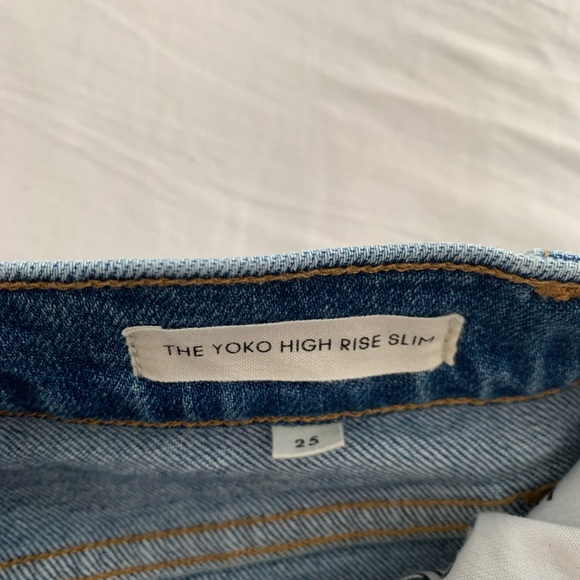 THE YOKO HIGH RISE SLIM
25